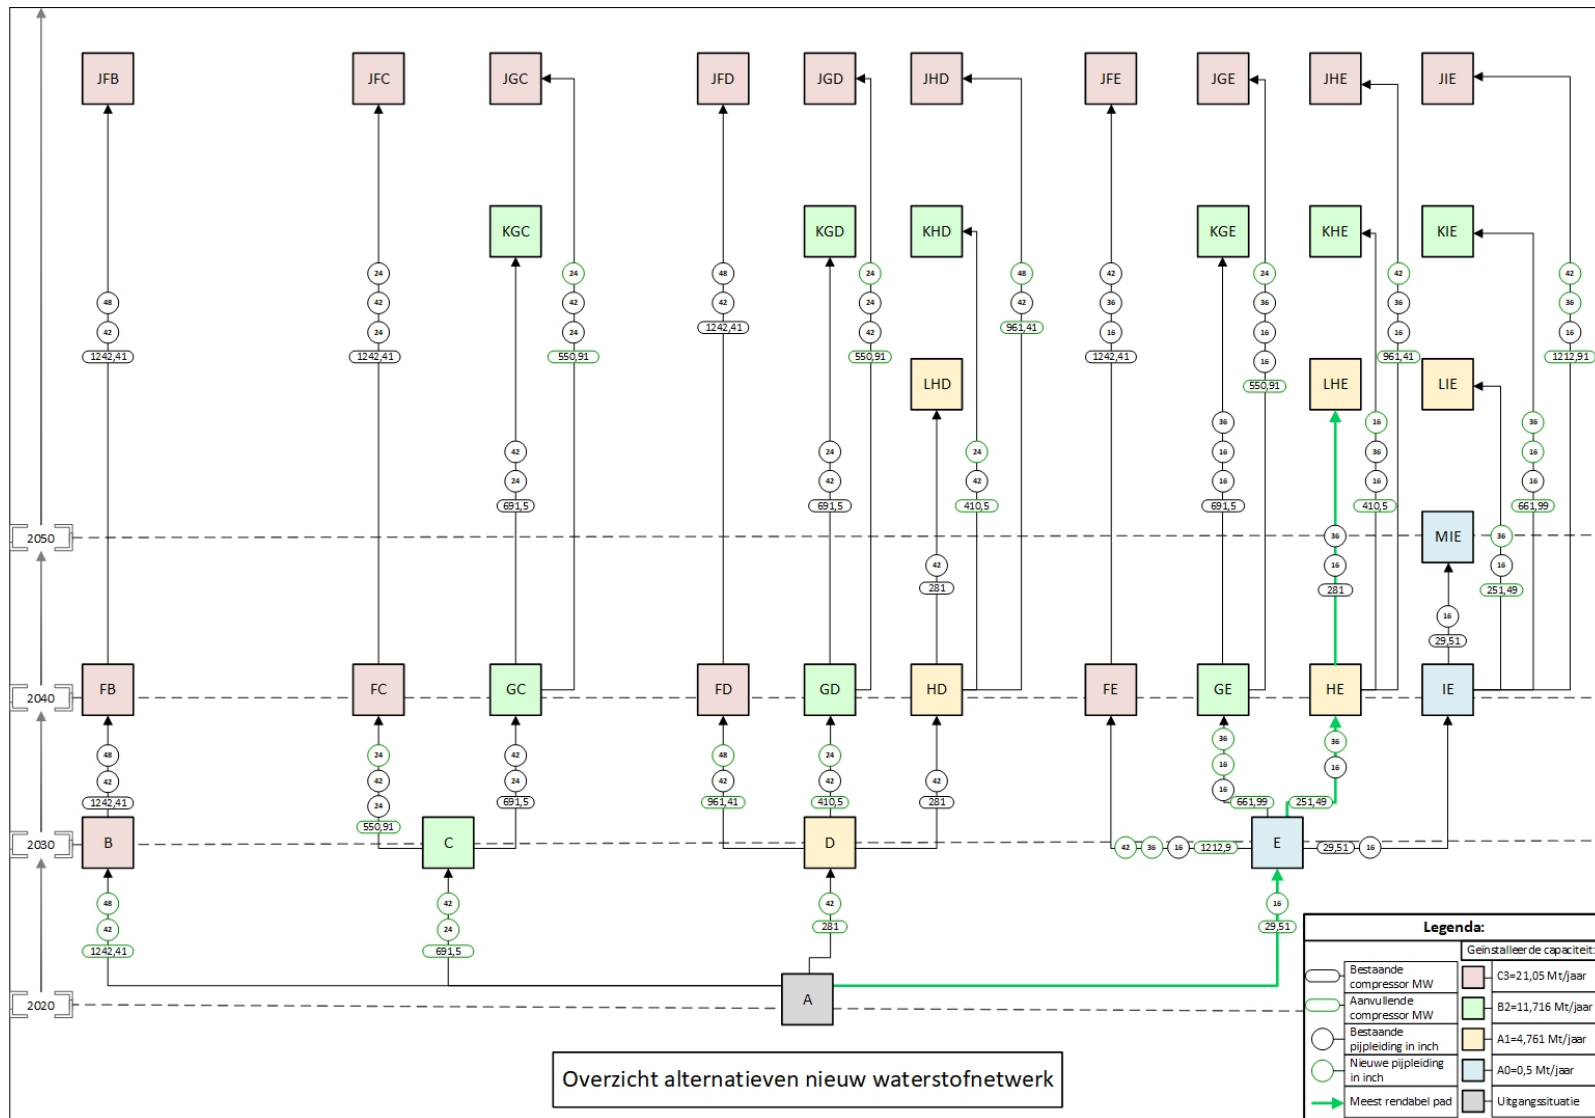 JFB JFC JGC JFD JGD JHD JFE JGE JHE JIE
KGC KGD KHD KGE KHE KIE
24 42 48 24 24 48 42 24 42 42
48 42 42 48 24 42 36 36 36 36
42 24 24 1242,41 42 961,41 16 16 16 16
1242,41 1242,41 550,91 550,91 1242,41 16 961,41 1212,91
LHD 550,91 LHE LIE
36 16 36
42 24 24 16 36 16
24 42 42 16 16 16
691,5 691,5 410,5 691,5 410,5 661,99
2050 36 MIE 36
42 16 16
281 281 251,49
16
29,51
2040 FB FC GC FD GD HD FE GE HE IE
48 24 42 48 24 36 36
42 42 24 42 42 42 16 16
1242,41 24 691,5 961,41 410,5 281 16 661,99 251,49
550,91
2030 B C D 42 36 16 1212,9 E 29,51 16
48 42 42 16
42 24 281 29,51
1242,41 691,5
2020 A
Overzicht alternatieven nieuw waterstofnetwerk
Legenda:
Geïnstalleerde capaciteit:
Bestaande
compressor MW
C3=21,05 Mt/jaar
Aanvullende
compressor MW
B2=11,716 Mt/jaar
Bestaande
pijpleiding in inch
A1=4,761 Mt/jaar
Nieuwe pijpleiding
in inch
A0=0,5 Mt/jaar
Meest rendabel pad
Uitgangssituatie